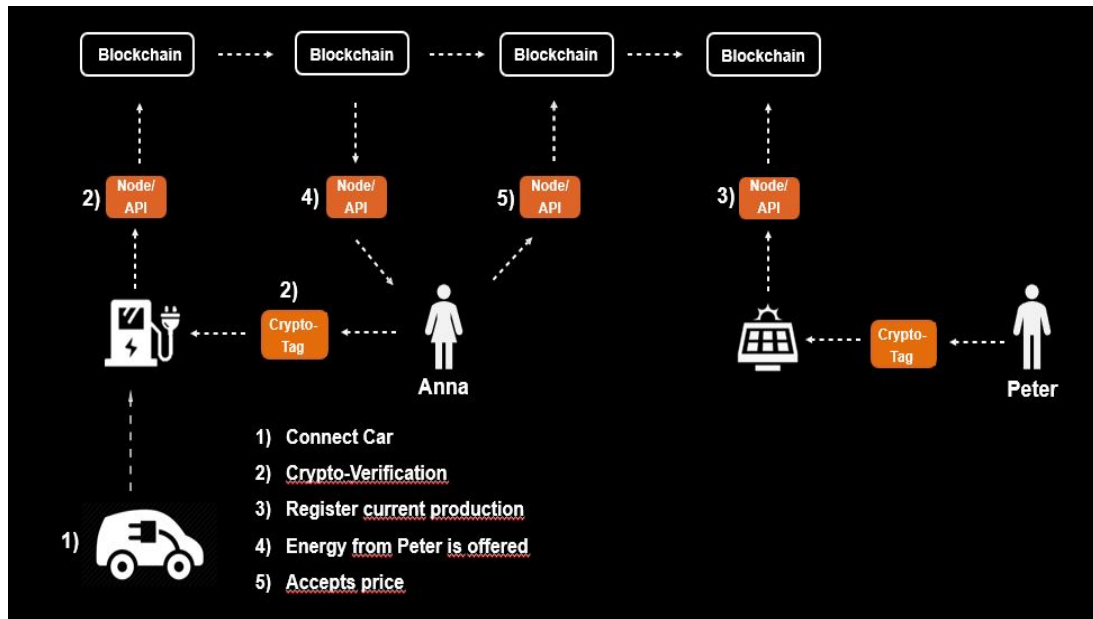 Blockchain
Blockchain
Blockchain
Blockchain
2)
Node/
API
4)
Node/
API
5)
Node/
API
3)
Node/
API
2)
Crypto-
Tag
Anna
Crypto-
Tag
Peter
1)
1) Connect Car
2) Crypto-Verification
3) Register current production
4) Energy from Peter is offered
5) Accepts price